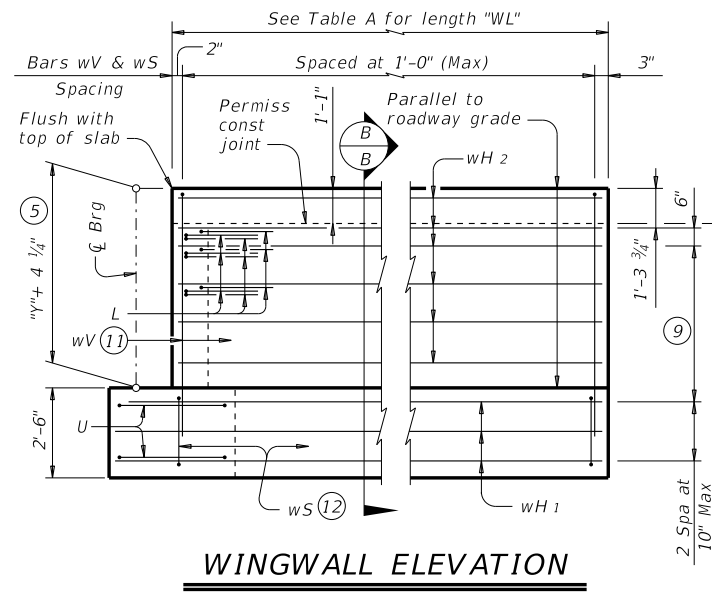 See Table A for length "WL"
2"
Bars wV & wS
Spacing
Spaced at 1'-0" (Max)
3"
Flush with
top of slab
Permiss
const
joint
1'-1"
Parallel to
roadway grade
B
B
wH 2
5
"Y"+ 4 1/4"
℄ Brg
6"
1'-3 3/4"
9
L
wV 11
2'-6"
U
wS 12
wH 1
2 Spa at
10" Max
WINGWALL ELEVATION